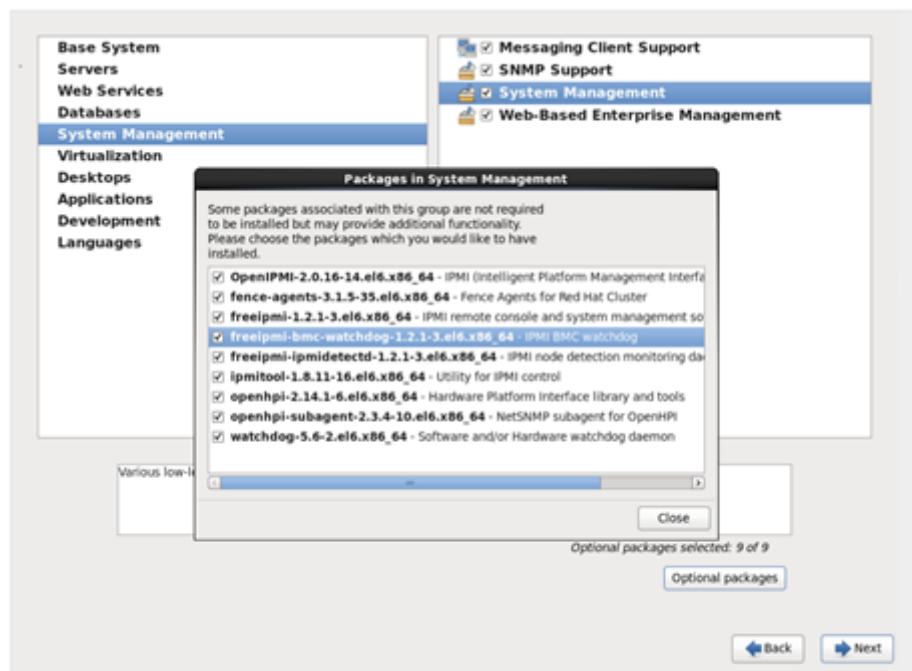 Base System
Servers
Web Services
Databases
System Management
Virtualization
Desktops
Applications
Development
Languages
Messaging Client Support
SNMP Support
System Management
Web-Based Enterprise Management
Packages in System Management
Some packages associated with this group are not required
to be installed but may provide additional functionality.
Please choose the packages which you would like to have
installed.
OpenIPMI-2.0.16-14.el6.x86_64 - IPMI (Intelligent Platform Management Interfa
fence-agents-3.1.5-35.el6.x86_64 - Fence Agents for Red Hat Cluster
freeipmi-1.2.1-3.el6.x86_64 - IPMI remote console and system management so
freeipmi-bmc-watchdog-1.2.1-3.el6.x86_64 - IPMI BMC watchdog
freeipmi-ipmidetectd-1.2.1-3.el6.x86_64 - IPMI node detection monitoring da
ipmitool-1.8.11-16.el6.x86_64 - Utility for IPMI control
openhpi-2.14.1-6.el6.x86_64 - Hardware Platform Interface library and tools
openhpi-subagent-2.3.4-10.el6.x86_64 - NetSNMP subagent for OpenHPI
watchdog-5.6-2.el6.x86_64 - Software and/or Hardware watchdog daemon
Various low-le
Close
Optional packages selected: 9 of 9
Optional packages
Back
Next